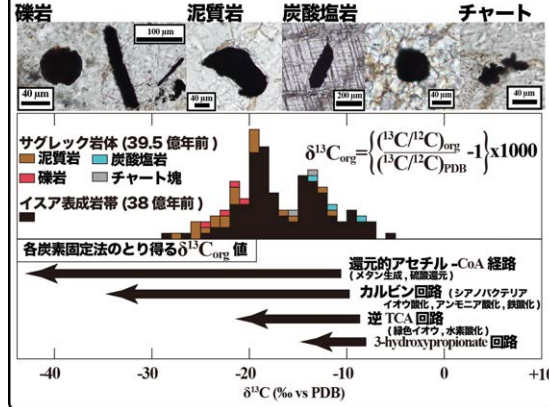 礫岩
泥質岩
炭酸塩岩
チャート
100 μm
40 μm
40 μm
200 μm
40 μm
40 μm
サグレック岩体 (39.5 億年前)
泥質岩 炭酸塩岩
礫岩 チャート塊
イスア表成岩帯 (38 億年前)
δ¹³C_org={(¹³C/¹²C)_org/(¹³C/¹²C)_PDB -1}x1000
各炭素固定法のとり得るδ¹³C_org 値
還元的アセチル -CoA 経路
(メタン生成 , 硫酸還元)
カルビン回路 (シアノバクテリア
イオウ酸化 , アンモニア酸化 , 鉄酸化)
逆 TCA 回路
(緑色イオウ , 水素酸化)
3-hydroxypropionate 回路
-40 -30 -20 -10 0 +10
δ¹³C (‰ vs PDB)